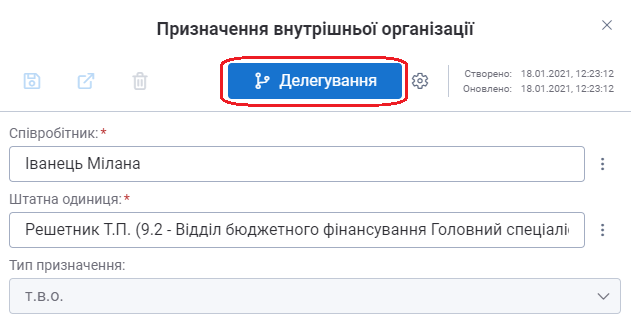 Призначення внутрішньої організації
Делегування
Створено: 18.01.2021, 12:23:12
Оновлено: 18.01.2021, 12:23:12
Співробітник: *
Іванець Мілана
Штатна одиниця: *
Решетник Т.П. (9.2 - Відділ бюджетного фінансування Головний спеціаліс
Тип призначення:
т.в.о.